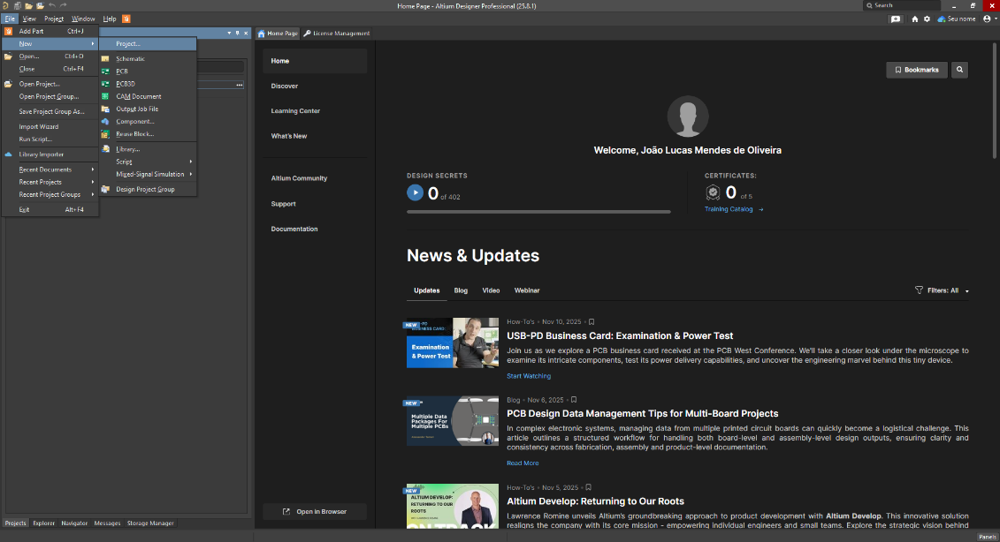 Home Page - Altium Designer Professional (25.8.1)
Search
File View Project Window Help
Seu nome
Add Part Ctrl+J
New
Open... Ctrl+O
Close Ctrl+F4
Open Project...
Open Project Group...
Save Project Group As...
Import Wizard
Run Script...
Library Importer
Recent Documents
Recent Projects
Recent Project Groups
Exit Alt+F4
Project...
Schematic
PCB
PCB3D
CAM Document
Output Job File
Component...
Reuse Block...
Library...
Script
Mixed-Signal Simulation
Design Project Group
Home Page License Management
Home
Discover
Learning Center
What's New
Altium Community
Support
Documentation
Open in Browser
Bookmarks
Welcome, João Lucas Mendes de Oliveira
DESIGN SECRETS
0 of 402
CERTIFICATES:
0 of 5
Training Catalog →
News & Updates
Updates Blog Video Webinar
Filters: All
NEW
BUSINESS CARD:
Examination
& Power Test
How-To's • Nov 10, 2025 •
USB-PD Business Card: Examination & Power Test
Join us as we explore a PCB business card received at the PCB West Conference. We'll take a closer look under the microscope to
examine its intricate components, test its power delivery capabilities, and uncover the engineering marvel behind this tiny device.
Start Watching
NEW
Multiple Data
Packages For
Multiple PCBs
Blog • Nov 6, 2025 •
PCB Design Data Management Tips for Multi-Board Projects
In complex electronic systems, managing data from multiple printed circuit boards can quickly become a logistical challenge. This
article outlines a structured workflow for handling both board-level and assembly-level design outputs, ensuring clarity and
consistency across fabrication, assembly and product-level documentation.
Read More
NEW
ALTIUM DEVELOP:
RETURNING TO OUR
ROOTS
ON TRACK
How-To's • Nov 5, 2025 •
Altium Develop: Returning to Our Roots
Lawrence Romine unveils Altium's groundbreaking approach to product development with Altium Develop. This innovative solution
realigns the company with its core mission - empowering individual engineers and small teams. Explore the strategic vision behind
Projects Explorer Navigator Messages Storage Manager
Panels